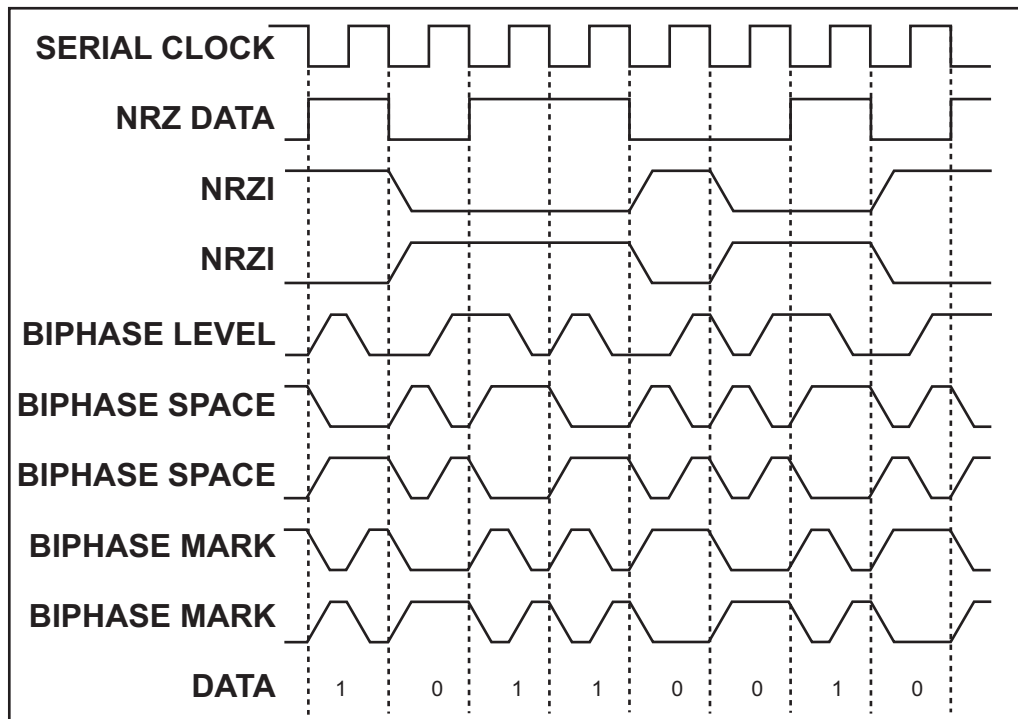 SERIAL CLOCK
NRZ DATA
NRZI
NRZI
BIPHASE LEVEL
BIPHASE SPACE
BIPHASE SPACE
BIPHASE MARK
BIPHASE MARK
DATA 1 0 1 1 0 0 1 0